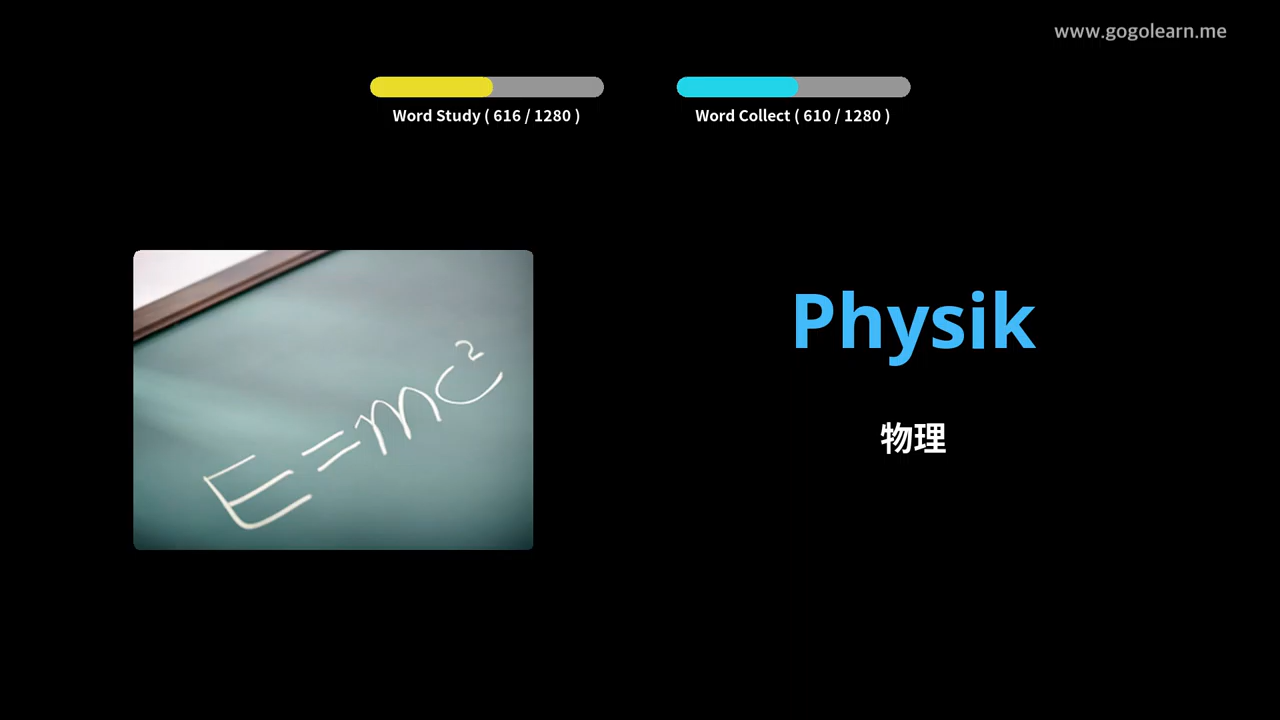 www.gogolearn.me
Word Study ( 616 / 1280 )
Word Collect ( 610 / 1280 )
E=mc²
Physik
物理